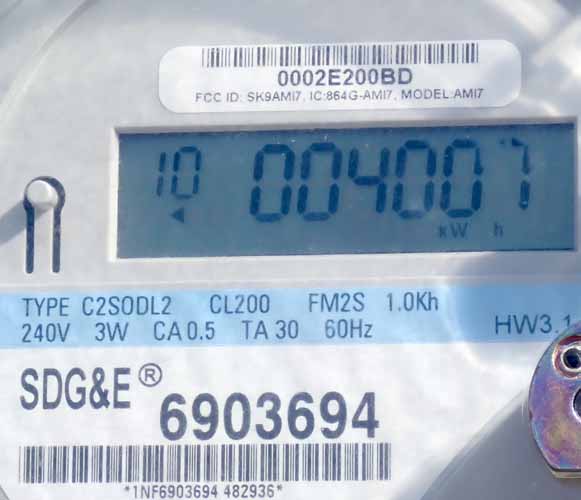 0002E200BD
FCC ID: SK9AMI7, IC:864G-AMI7, MODEL:AMI7
10 004007
kW h
TYPE C2SODL2 CL200 FM2S 1.0Kh
240V 3W CA 0.5 TA 30 60Hz HW3.1
SDG&E® 6903694
*1NF6903694 482936*